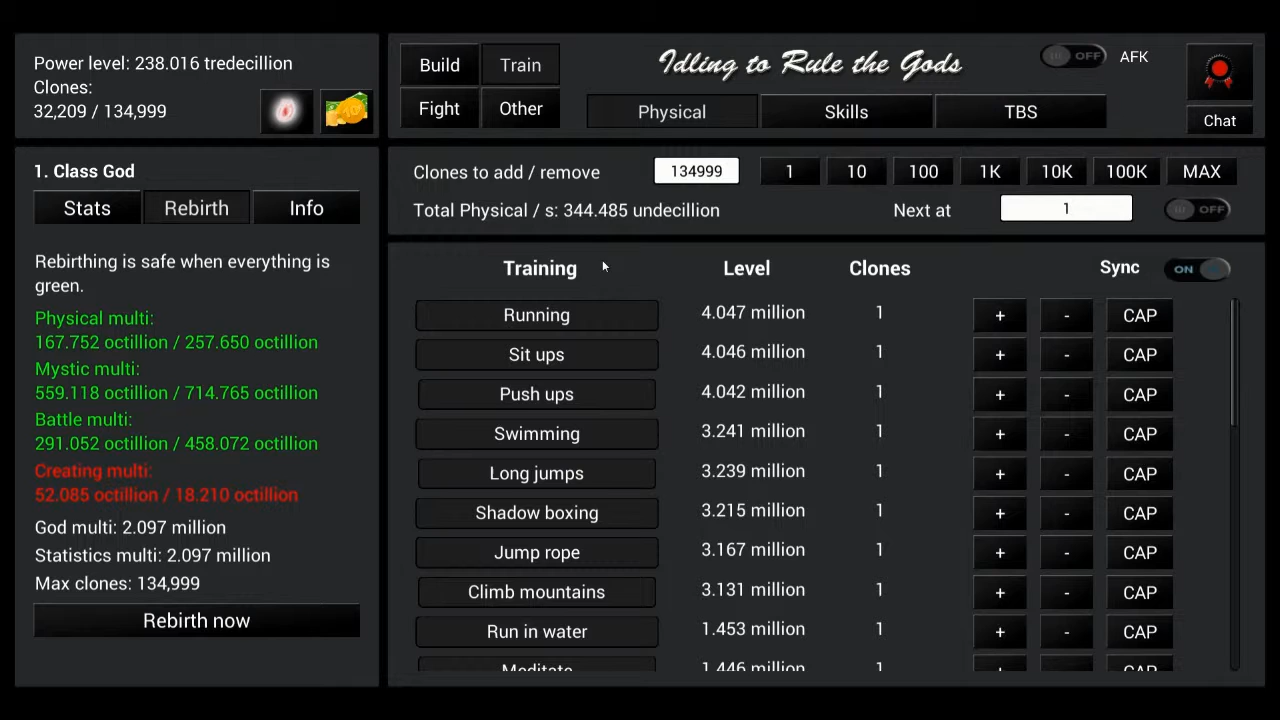 Power level: 238.016 tredecillion
Clones:
32,209 / 134,999
Build
Train
Fight
Other
Idling to Rule the Gods
OFF AFK
Physical
Skills
TBS
Chat
1. Class God
Stats
Rebirth
Info
Rebirthing is safe when everything is
green.
Physical multi:
167.752 octillion / 257.650 octillion
Mystic multi:
559.118 octillion / 714.765 octillion
Battle multi:
291.052 octillion / 458.072 octillion
Creating multi:
52.085 octillion / 18.210 octillion
God multi: 2.097 million
Statistics multi: 2.097 million
Max clones: 134,999
Rebirth now
Clones to add / remove 134999 1 10 100 1K 10K 100K MAX
Total Physical / s: 344.485 undecillion Next at 1 OFF
Training Level Clones Sync ON
Running 4.047 million 1 + - CAP
Sit ups 4.046 million 1 + - CAP
Push ups 4.042 million 1 + - CAP
Swimming 3.241 million 1 + - CAP
Long jumps 3.239 million 1 + - CAP
Shadow boxing 3.215 million 1 + - CAP
Jump rope 3.167 million 1 + - CAP
Climb mountains 3.131 million 1 + - CAP
Run in water 1.453 million 1 + - CAP
Meditate 1.446 million 1 + - CAP